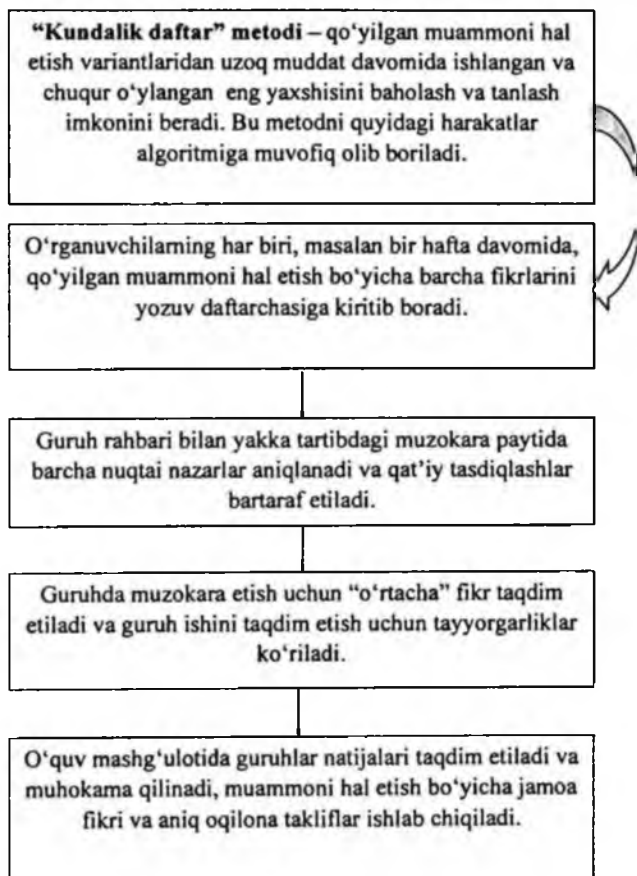 “Kundalik daftar” metodi – qo‘yilgan muammoni hal
etish variantlaridan uzoq muddat davomida ishlangan va
chuqur o‘ylangan eng yaxshisini baholash va tanlash
imkonini beradi. Bu metodni quyidagi harakatlar
algoritmiga muvofiq olib boriladi.
O‘rganuvchilarning har biri, masalan bir hafta davomida,
qo‘yilgan muammoni hal etish bo‘yicha barcha fikrlarini
yozuv daftarchasiga kiritib boradi.
Guruh rahbari bilan yakka tartibdagi muzokara paytida
barcha nuqtai nazarlar aniqlanadi va qat’iy tasdiqlashlar
bartaraf etiladi.
Guruhda muzokara etish uchun “o‘rtacha” fikr taqdim
etiladi va guruh ishini taqdim etish uchun tayyorgarliklar
ko‘riladi.
O‘quv mashg‘ulotida guruhlar natijalari taqdim etiladi va
muhokama qilinadi, muammoni hal etish bo‘yicha jamoa
fikri va aniq oqilona takliflar ishlab chiqiladi.